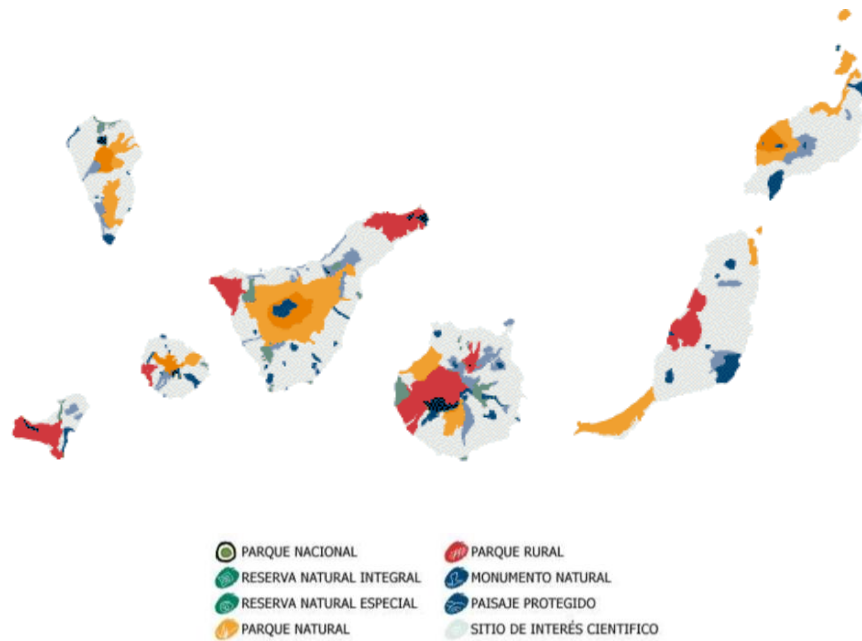 PARQUE NACIONAL
RESERVA NATURAL INTEGRAL
RESERVA NATURAL ESPECIAL
PARQUE NATURAL
PARQUE RURAL
MONUMENTO NATURAL
PAISAJE PROTEGIDO
SITIO DE INTERÉS CIENTIFICO